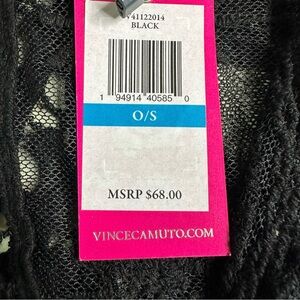 V41122014
BLACK
1 94914 40585 0
O/S
MSRP $68.00
VINCECAMUTO.COM